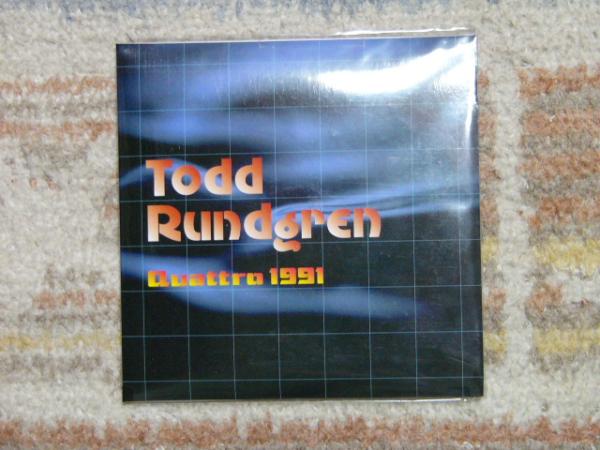 Todd
Rundgren
Quattro 1991